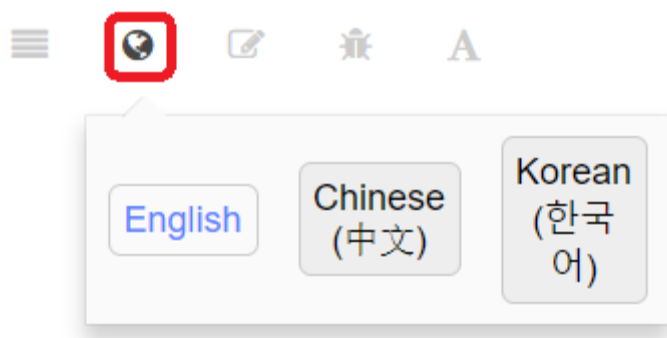 A
English
Chinese
(中文)
Korean
(한국
어)